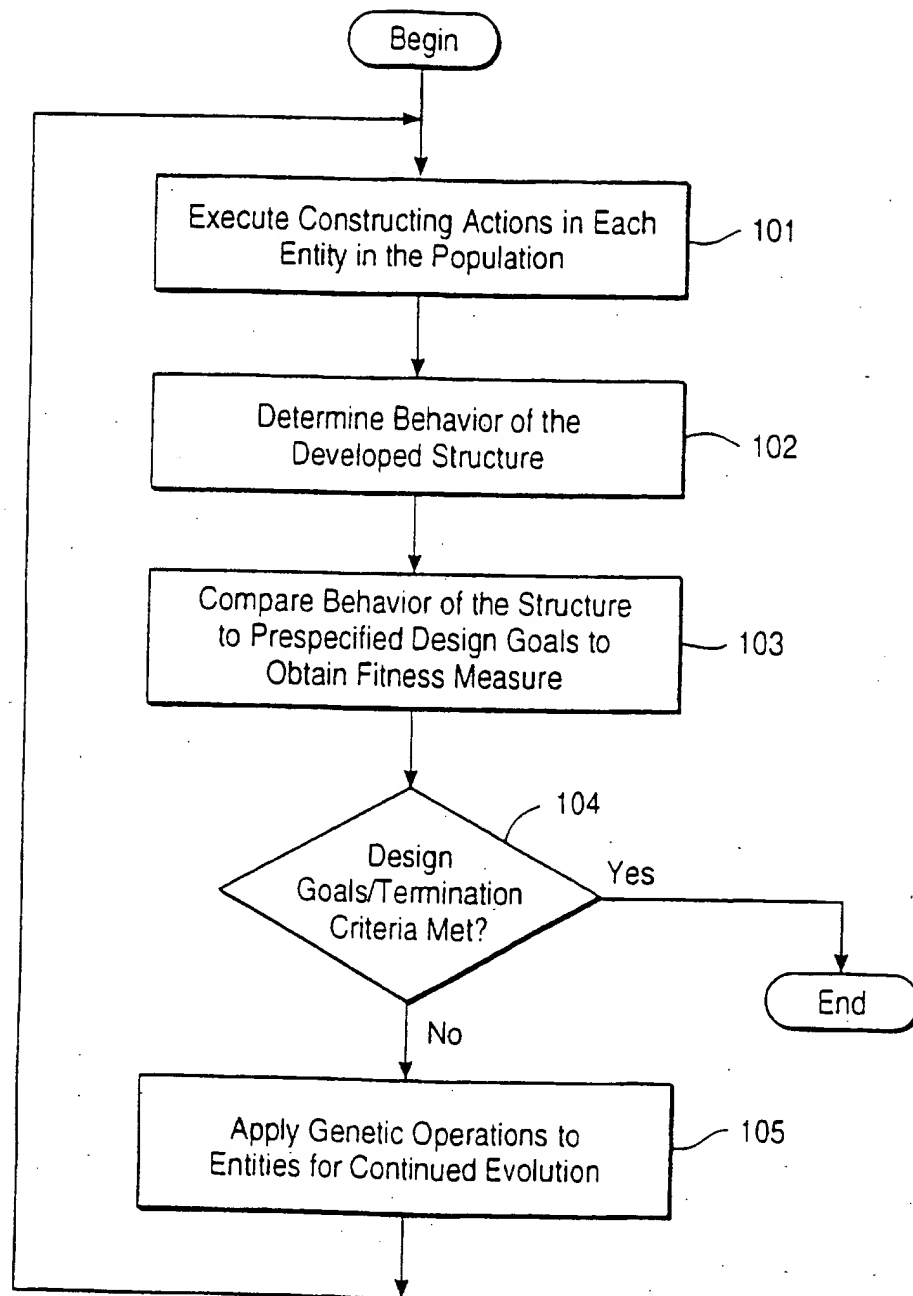 Begin
Execute Constructing Actions in Each
Entity in the Population
101
Determine Behavior of the
Developed Structure
102
Compare Behavior of the Structure
to Prespecified Design Goals to
Obtain Fitness Measure
103
104
Design
Goals/Termination
Criteria Met?
Yes
End
No
Apply Genetic Operations to
Entities for Continued Evolution
105